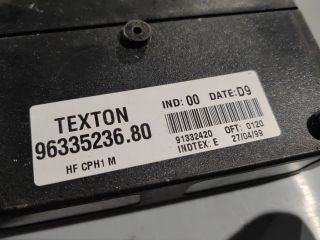 TEXTON
96335236.80
HF CPH1 M
IND: 00 DATE: D9
91332420 OFT: 0120
INDTEX: E 27/04/99